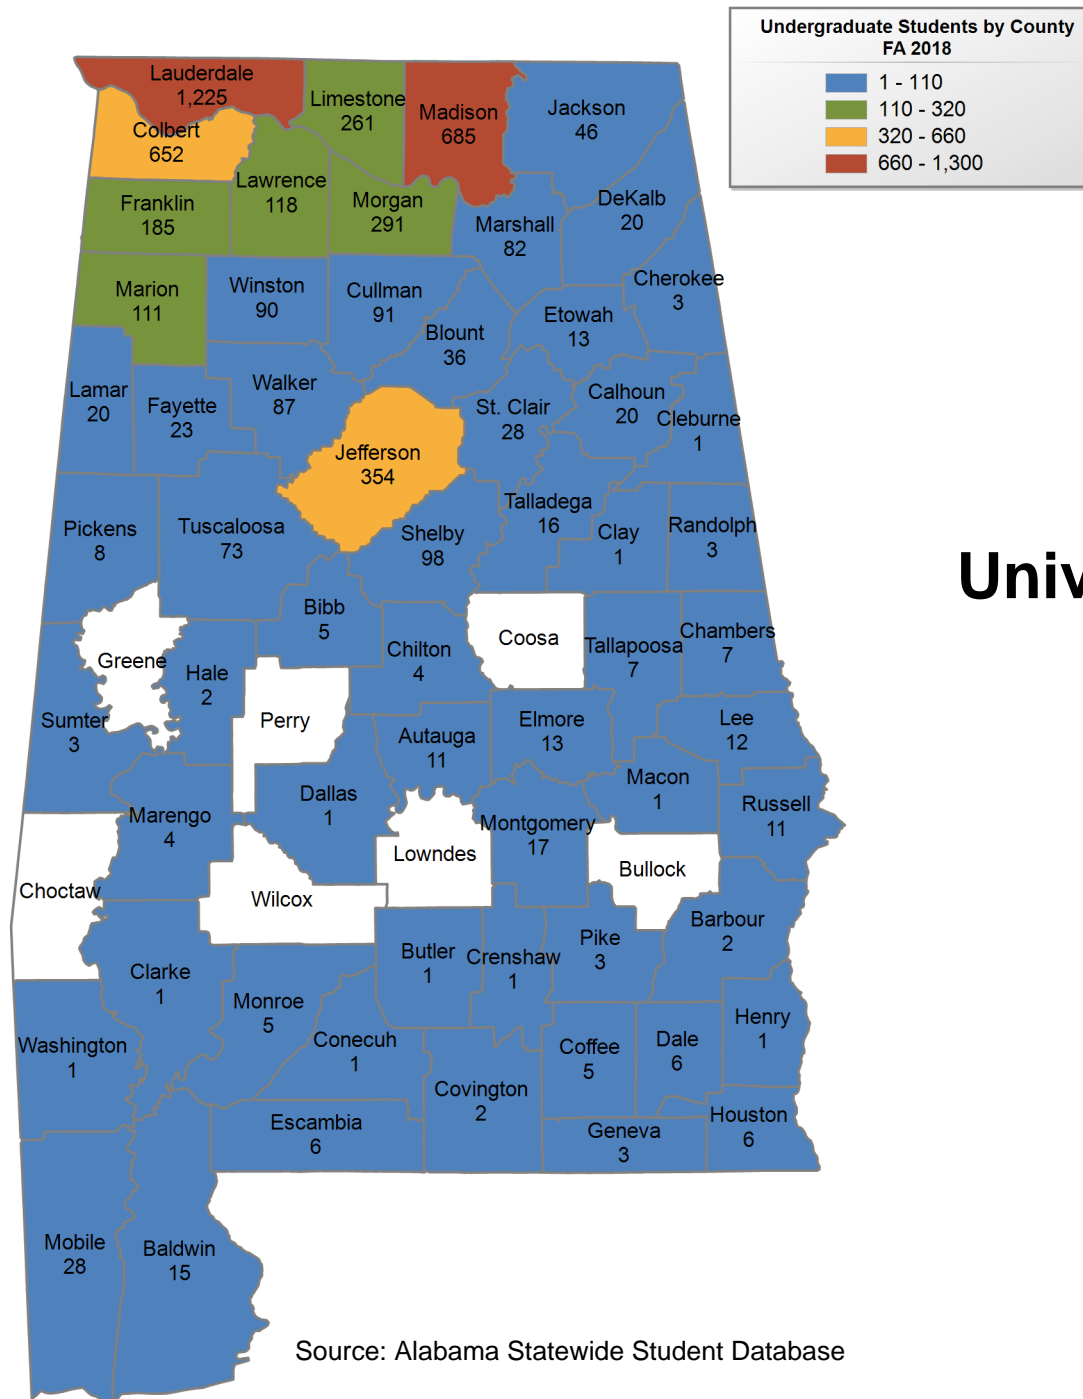 Undergraduate Students by County
FA 2018
1 - 110
110 - 320
320 - 660
660 - 1,300
Lauderdale
1,225
Limestone
261
Madison
685
Jackson
46
Colbert
652
Lawrence
118
Franklin
185
Morgan
291
DeKalb
20
Marshall
82
Marion
111
Winston
90
Cullman
91
Cherokee
3
Etowah
13
Blount
36
Lamar
20
Fayette
23
Walker
87
St. Clair
28
Calhoun
20
Cleburne
1
Jefferson
354
Talladega
16
Pickens
8
Tuscaloosa
73
Shelby
98
Clay
1
Randolph
3
Univ
Bibb
5
Coosa
Chilton
4
Tallapoosa
7
Chambers
7
Greene
Hale
2
Perry
Sumter
3
Autauga
11
Elmore
13
Lee
12
Macon
1
Dallas
1
Marengo
4
Montgomery
17
Russell
11
Lowndes
Bullock
Choctaw
Wilcox
Barbour
2
Pike
3
Butler
1
Crenshaw
1
Clarke
1
Monroe
5
Henry
1
Washington
1
Conecuh
1
Coffee
5
Dale
6
Covington
2
Escambia
6
Geneva
3
Houston
6
Mobile
28
Baldwin
15
Source: Alabama Statewide Student Database